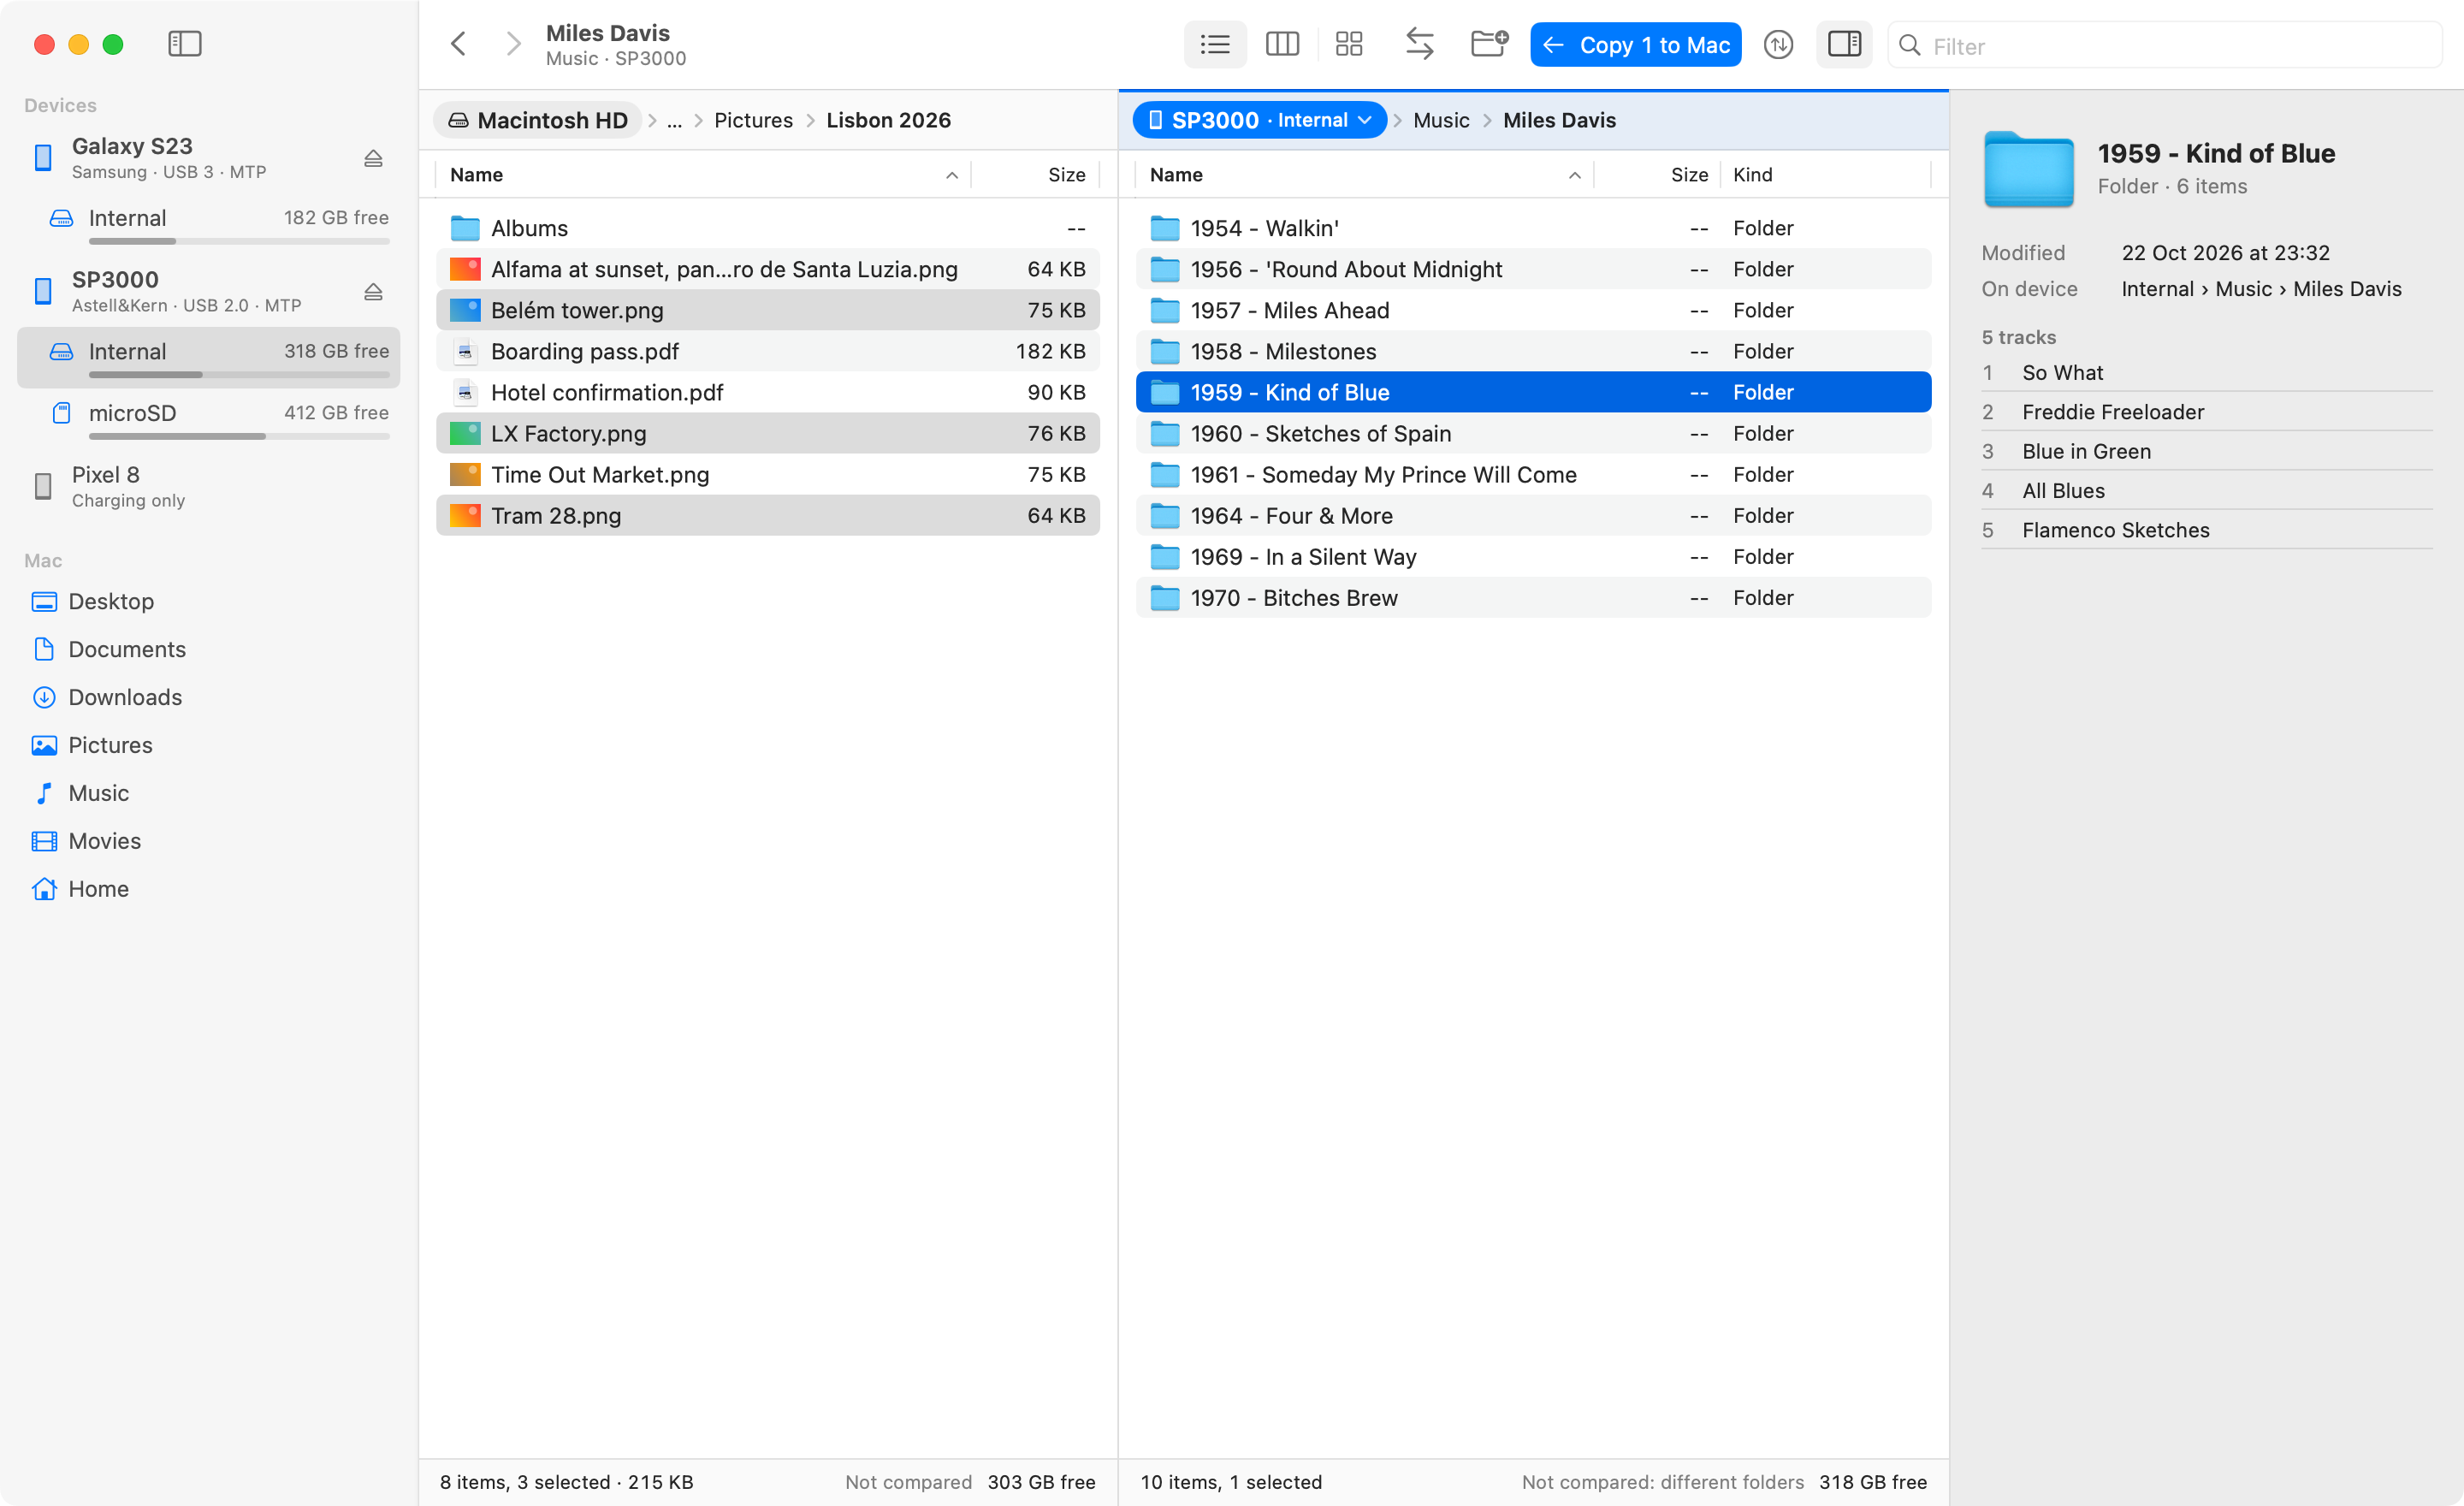 Miles Davis
Music · SP3000
Copy 1 to Mac
Filter
Devices
Galaxy S23
Samsung · USB 3 · MTP
Internal 182 GB free
SP3000
Astell&Kern · USB 2.0 · MTP
Internal 318 GB free
microSD 412 GB free
Pixel 8
Charging only
Mac
Desktop
Documents
Downloads
Pictures
Music
Movies
Home
Macintosh HD › ... › Pictures › Lisbon 2026
Name Size
Albums --
Alfama at sunset, pan...ro de Santa Luzia.png 64 KB
Belém tower.png 75 KB
Boarding pass.pdf 182 KB
Hotel confirmation.pdf 90 KB
LX Factory.png 76 KB
Time Out Market.png 75 KB
Tram 28.png 64 KB
8 items, 3 selected · 215 KB Not compared 303 GB free
SP3000 · Internal › Music › Miles Davis
Name Size Kind
1954 - Walkin' -- Folder
1956 - 'Round About Midnight -- Folder
1957 - Miles Ahead -- Folder
1958 - Milestones -- Folder
1959 - Kind of Blue -- Folder
1960 - Sketches of Spain -- Folder
1961 - Someday My Prince Will Come -- Folder
1964 - Four & More -- Folder
1969 - In a Silent Way -- Folder
1970 - Bitches Brew -- Folder
10 items, 1 selected Not compared: different folders 318 GB free
1959 - Kind of Blue
Folder · 6 items
Modified 22 Oct 2026 at 23:32
On device Internal › Music › Miles Davis
5 tracks
1 So What
2 Freddie Freeloader
3 Blue in Green
4 All Blues
5 Flamenco Sketches